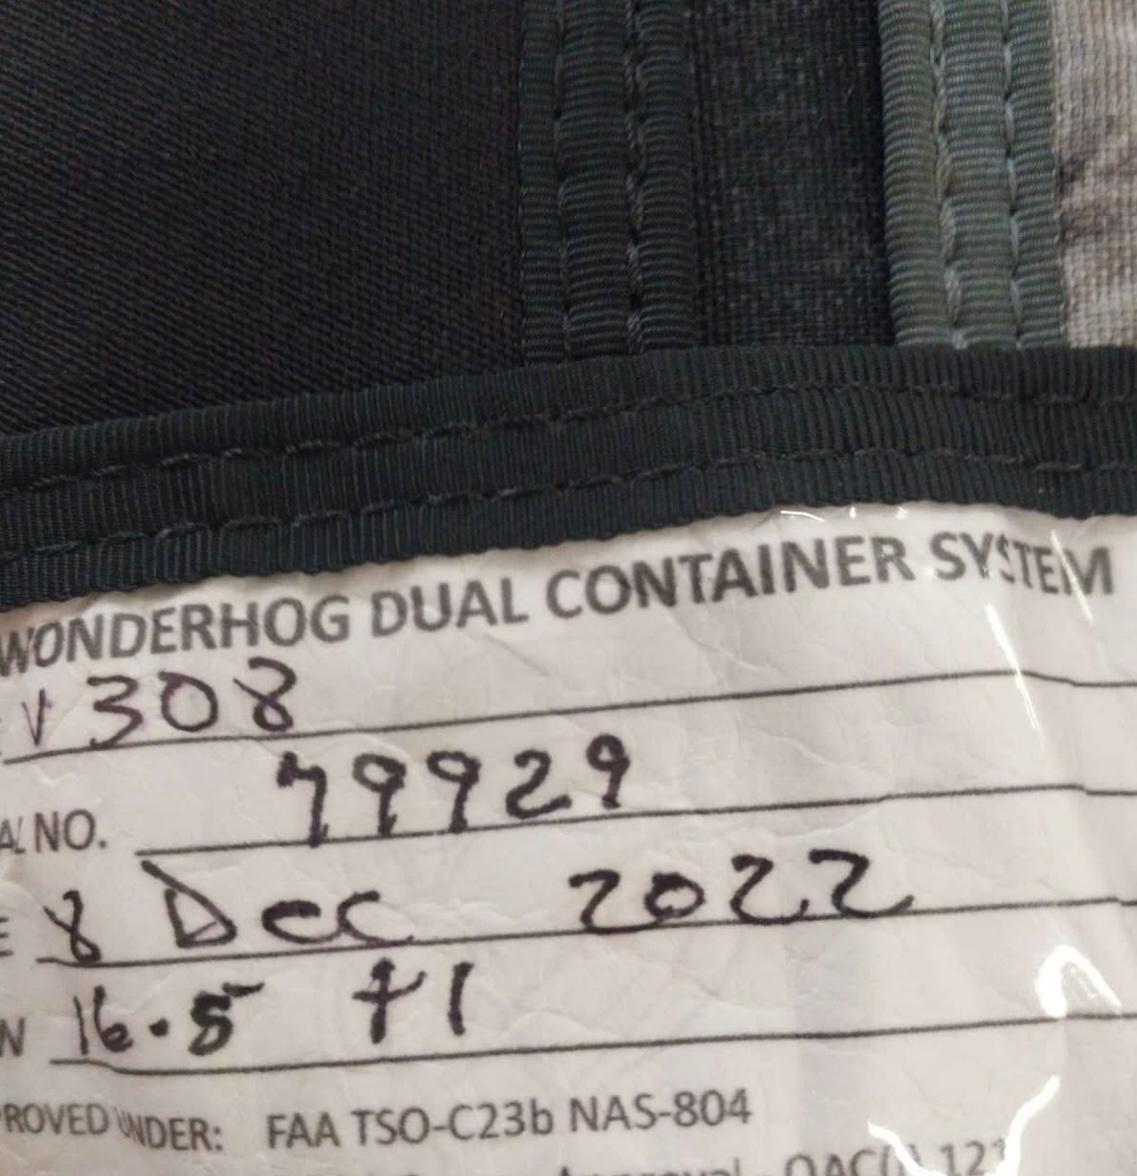 WONDERHOG DUAL CONTAINER SYSTEM
V308
NO. 79929
8 Dec 2022
N 16.5 +1
ROVED UNDER: FAA TSO-C23b NAS-804